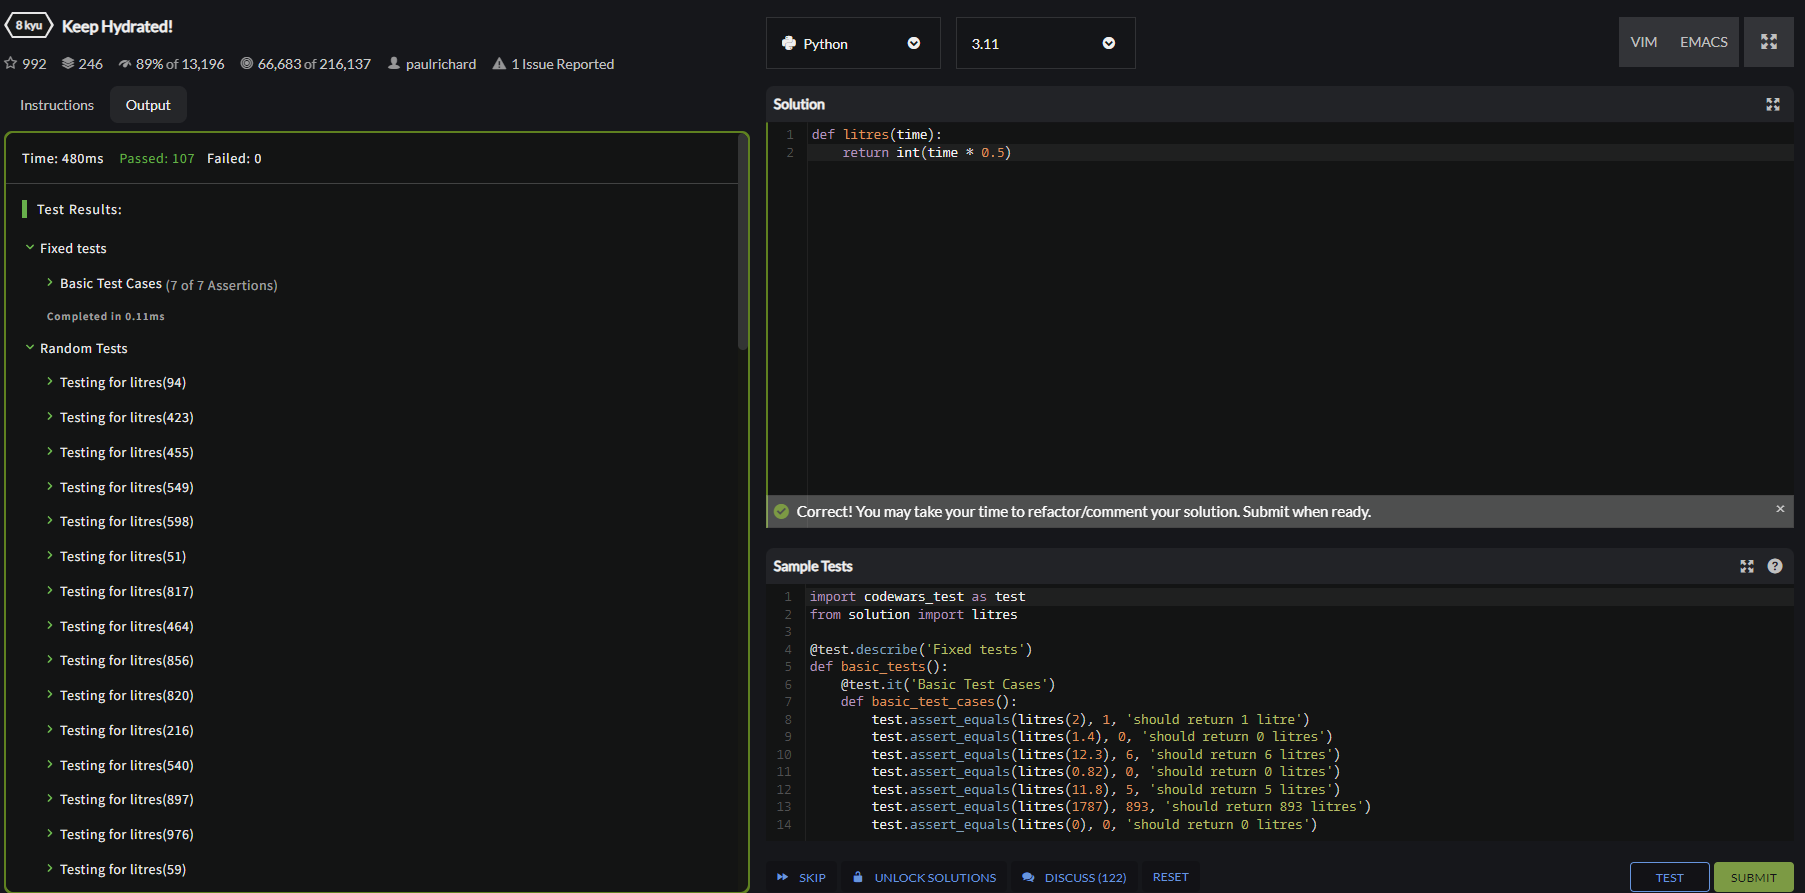 8 kyu Keep Hydrated!
992 246 89% of 13,196 66,683 of 216,137 paulrichard 1 Issue Reported
Instructions Output
Time: 480ms Passed: 107 Failed: 0
Test Results:
Fixed tests
Basic Test Cases (7 of 7 Assertions)
Completed in 0.11ms
Random Tests
Testing for litres(94)
Testing for litres(423)
Testing for litres(455)
Testing for litres(549)
Testing for litres(598)
Testing for litres(51)
Testing for litres(817)
Testing for litres(464)
Testing for litres(856)
Testing for litres(820)
Testing for litres(216)
Testing for litres(540)
Testing for litres(897)
Testing for litres(976)
Testing for litres(59)
Python 3.11 VIM EMACS
Solution
1 def litres(time):
2     return int(time * 0.5)
Correct! You may take your time to refactor/comment your solution. Submit when ready. ×
Sample Tests ?
1 import codewars_test as test
2 from solution import litres
3
4 @test.describe('Fixed tests')
5 def basic_tests():
6     @test.it('Basic Test Cases')
7     def basic_test_cases():
8         test.assert_equals(litres(2), 1, 'should return 1 litre')
9         test.assert_equals(litres(1.4), 0, 'should return 0 litres')
10         test.assert_equals(litres(12.3), 6, 'should return 6 litres')
11         test.assert_equals(litres(0.82), 0, 'should return 0 litres')
12         test.assert_equals(litres(11.8), 5, 'should return 5 litres')
13         test.assert_equals(litres(1787), 893, 'should return 893 litres')
14         test.assert_equals(litres(0), 0, 'should return 0 litres')
SKIP UNLOCK SOLUTIONS DISCUSS (122) RESET TEST SUBMIT